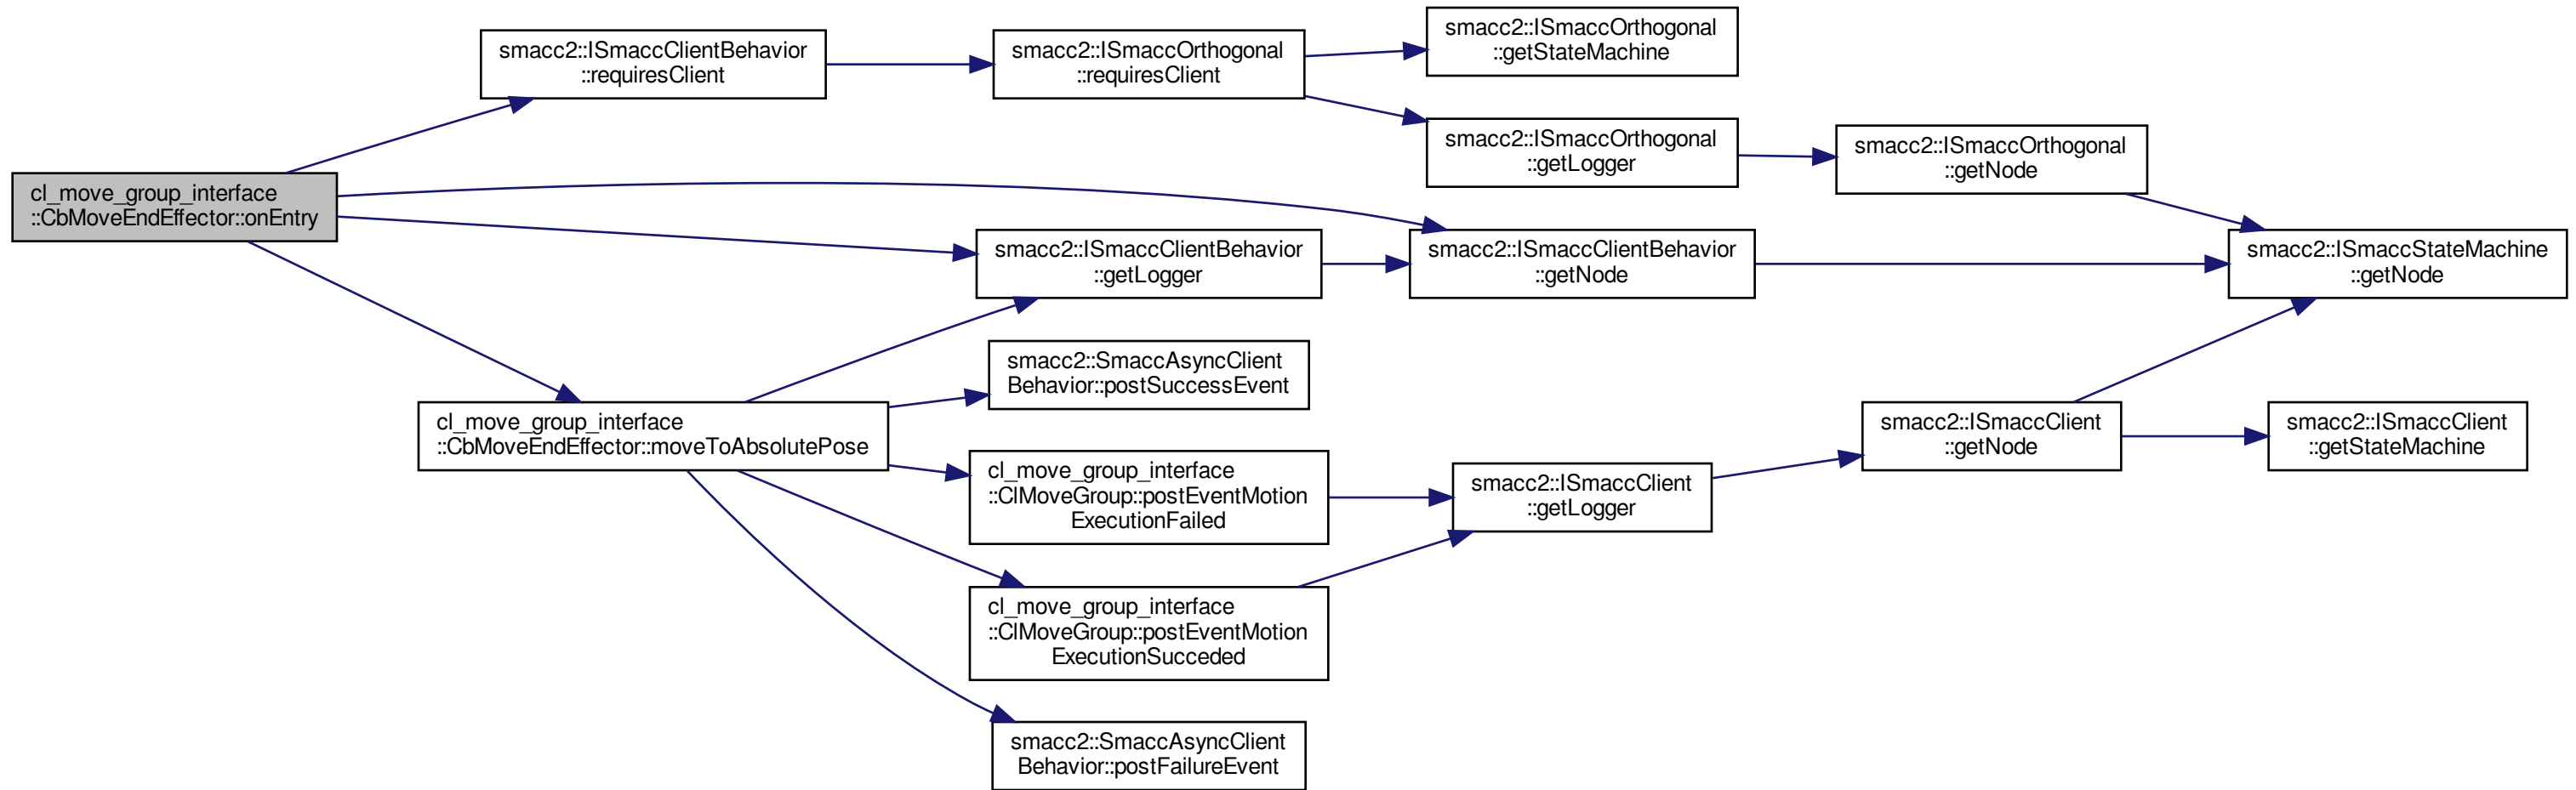 smacc2::ISmaccOrthogonal
::getStateMachine
smacc2::ISmaccClientBehavior
::requiresClient
smacc2::ISmaccOrthogonal
::requiresClient
smacc2::ISmaccOrthogonal
::getLogger
smacc2::ISmaccOrthogonal
::getNode
cl_move_group_interface
::CbMoveEndEffector::onEntry
smacc2::ISmaccClientBehavior
::getLogger
smacc2::ISmaccClientBehavior
::getNode
smacc2::ISmaccStateMachine
::getNode
smacc2::SmaccAsyncClient
Behavior::postSuccessEvent
cl_move_group_interface
::CbMoveEndEffector::moveToAbsolutePose
smacc2::ISmaccClient
::getNode
smacc2::ISmaccClient
::getStateMachine
cl_move_group_interface
::ClMoveGroup::postEventMotion
ExecutionFailed
smacc2::ISmaccClient
::getLogger
cl_move_group_interface
::ClMoveGroup::postEventMotion
ExecutionSucceded
smacc2::SmaccAsyncClient
Behavior::postFailureEvent